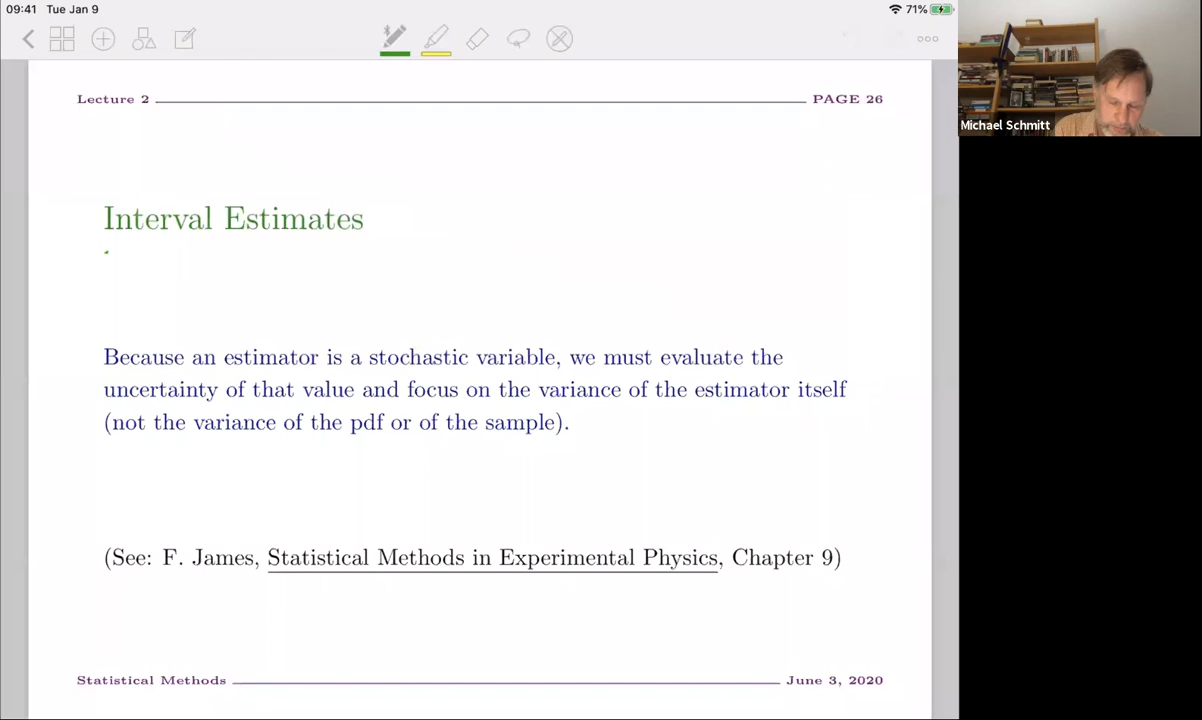 09:41 Tue Jan 9
71%
Lecture 2 PAGE 26
Interval Estimates
Because an estimator is a stochastic variable, we must evaluate the
uncertainty of that value and focus on the variance of the estimator itself
(not the variance of the pdf or of the sample).
(See: F. James, Statistical Methods in Experimental Physics, Chapter 9)
Statistical Methods June 3, 2020
Michael Schmitt